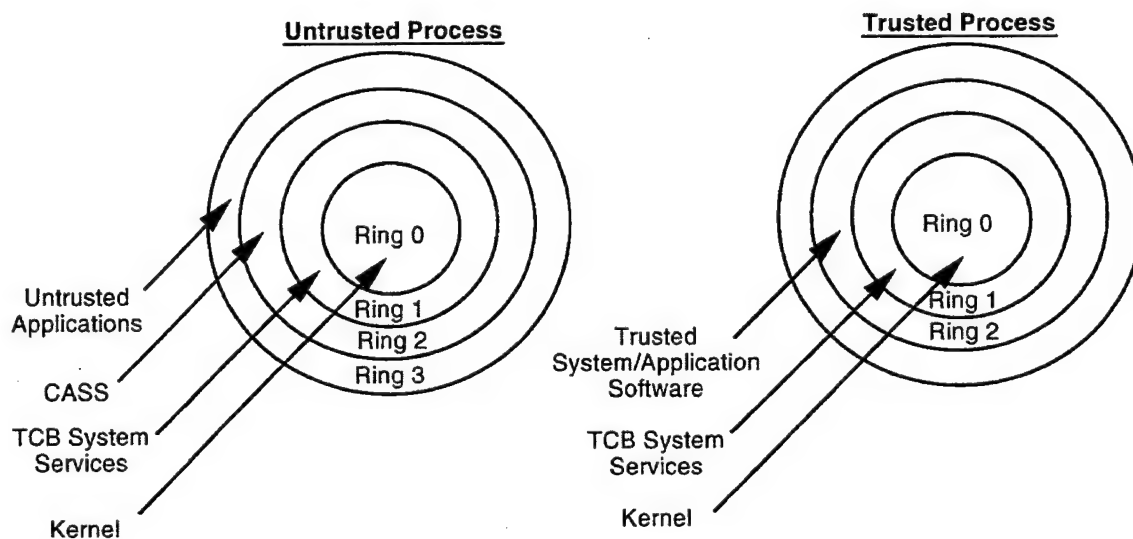 Untrusted Process
Ring 0
Ring 1
Ring 2
Ring 3
Untrusted
Applications
CASS
TCB System
Services
Kernel
Trusted Process
Ring 0
Ring 1
Ring 2
Trusted
System/Application
Software
TCB System
Services
Kernel